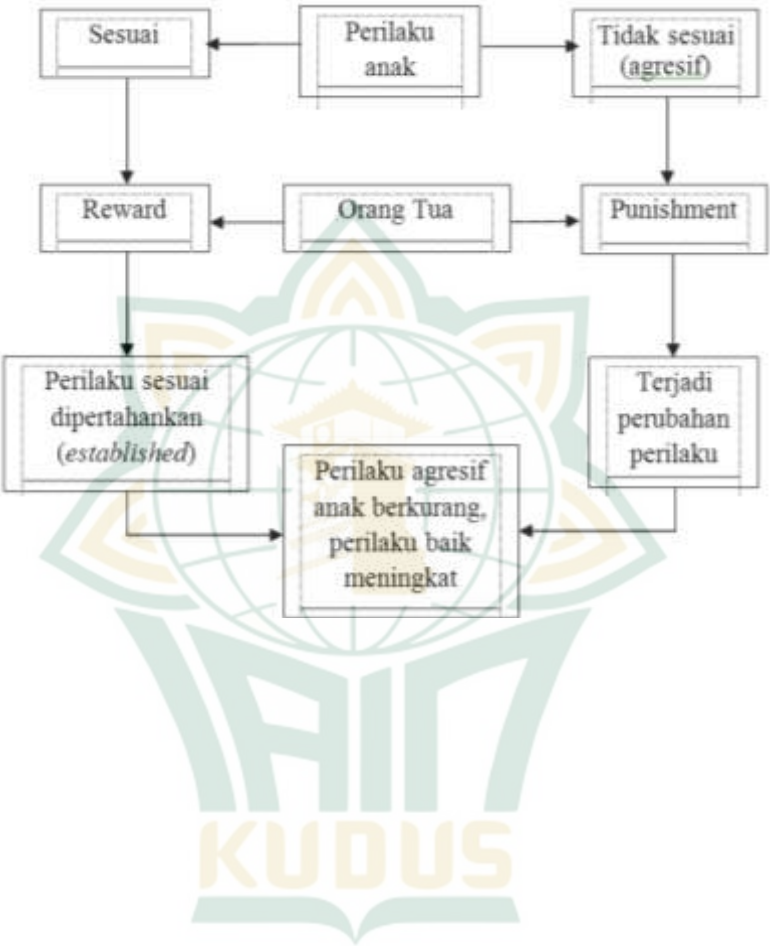 Sesuai
Perilaku
anak
Tidak sesuai
(agresif)
Reward
Orang Tua
Punishment
Perilaku sesuai
dipertahankan
(established)
Terjadi
perubahan
perilaku
Perilaku agresif
anak berkurang,
perilaku baik
meningkat
IAIN
KUDUS